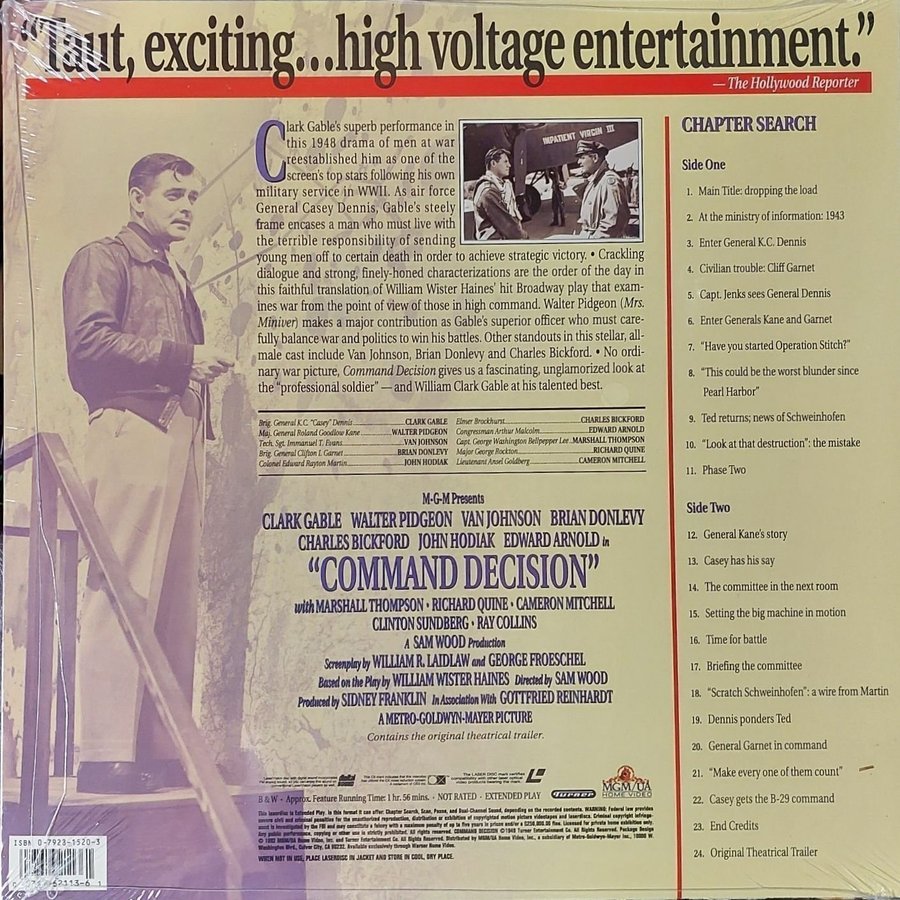 “Taut, exciting...high voltage entertainment.”
— The Hollywood Reporter
Clark Gable's superb performance in
this 1948 drama of men at war
reestablished him as one of the
screen's top stars following his own
military service in WWII. As air force
General Casey Dennis, Gable's steely
frame encases a man who must live with
the terrible responsibility of sending
young men off to certain death in order to achieve strategic victory. • Crackling
dialogue and strong, finely-honed characterizations are the order of the day in
this faithful translation of William Wister Haines' hit Broadway play that exam-
ines war from the point of view of those in high command. Walter Pidgeon (Mrs.
Miniver) makes a major contribution as Gable's superior officer who must care-
fully balance war and politics to win his battles. Other standouts in this stellar, all-
male cast include Van Johnson, Brian Donlevy and Charles Bickford. • No ordi-
nary war picture, Command Decision gives us a fascinating, unglamorized look at
the “professional soldier” — and William Clark Gable at his talented best.
IMPATIENT VIRGIN III
Brig. General K.C. “Casey” Dennis CLARK GABLE
Maj. General Roland Goodlow Kane WALTER PIDGEON
Tech. Sgt. Immanuel T. Evans VAN JOHNSON
Brig. General Clifton I. Garnet BRIAN DONLEVY
Colonel Edward Rayton Martin JOHN HODIAK
Elmer Brockhurst CHARLES BICKFORD
Congressman Arthur Malcolm EDWARD ARNOLD
Capt. George Washington Bellpepper Lee MARSHALL THOMPSON
Major George Rockton RICHARD QUINE
Lieutenant Ansel Goldberg CAMERON MITCHELL
M-G-M Presents
CLARK GABLE WALTER PIDGEON VAN JOHNSON BRIAN DONLEVY
CHARLES BICKFORD JOHN HODIAK EDWARD ARNOLD in
“COMMAND DECISION”
with MARSHALL THOMPSON • RICHARD QUINE • CAMERON MITCHELL
CLINTON SUNDBERG • RAY COLLINS
A SAM WOOD Production
Screenplay by WILLIAM R. LAIDLAW and GEORGE FROESCHEL
Based on the Play by WILLIAM WISTER HAINES Directed by SAM WOOD
Produced by SIDNEY FRANKLIN In Association With GOTTFRIED REINHARDT
A METRO-GOLDWYN-MAYER PICTURE
Contains the original theatrical trailer.
B & W • Approx. Feature Running Time: 1 hr. 56 mins. • NOT RATED • EXTENDED PLAY
Turner
MGM/UA
HOME VIDEO
WHEN NOT IN USE, PLACE LASERDISC IN JACKET AND STORE IN COOL, DRY PLACE.
ISBN 0-7923-1520-3
CHAPTER SEARCH
Side One
1. Main Title: dropping the load
2. At the ministry of information: 1943
3. Enter General K.C. Dennis
4. Civilian trouble: Cliff Garnet
5. Capt. Jenks sees General Dennis
6. Enter Generals Kane and Garnet
7. “Have you started Operation Stitch?”
8. “This could be the worst blunder since
Pearl Harbor”
9. Ted returns; news of Schweinhofen
10. “Look at that destruction”: the mistake
11. Phase Two
Side Two
12. General Kane's story
13. Casey has his say
14. The committee in the next room
15. Setting the big machine in motion
16. Time for battle
17. Briefing the committee
18. “Scratch Schweinhofen”: a wire from Martin
19. Dennis ponders Ted
20. General Garnet in command
21. “Make every one of them count”
22. Casey gets the B-29 command
23. End Credits
24. Original Theatrical Trailer